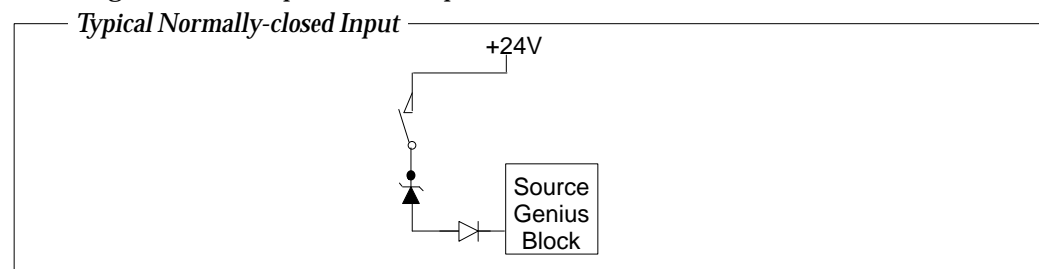 Typical Normally-closed Input
+24V
Source
Genius
Block